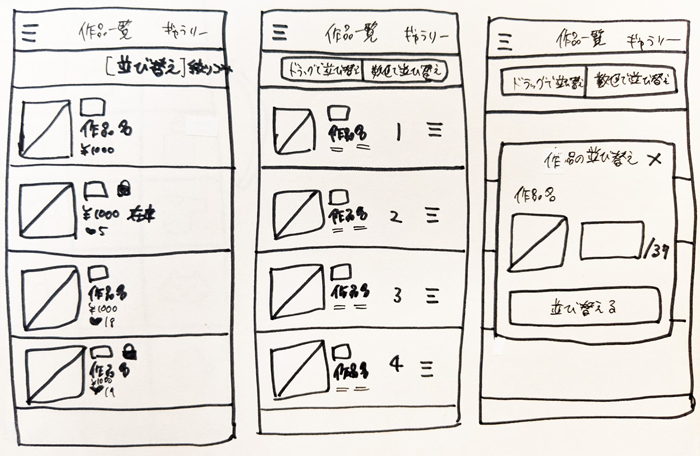 作品一覧 ギャラリー
[並び替え] 絞りこみ
作品名
¥1000
¥1000 在庫
♥5
作品名
¥1000
♥18
作品名
¥1000
♥14
作品一覧 ギャラリー
ドラッグで並び替え 数色で並び替え
作品名 1
作品名 2
作品名 3
作品名 4
作品一覧 ギャラリー
ドラッグで並び替え 数色で並び替え
作品の並び替え ×
作品名
/39
並び替える